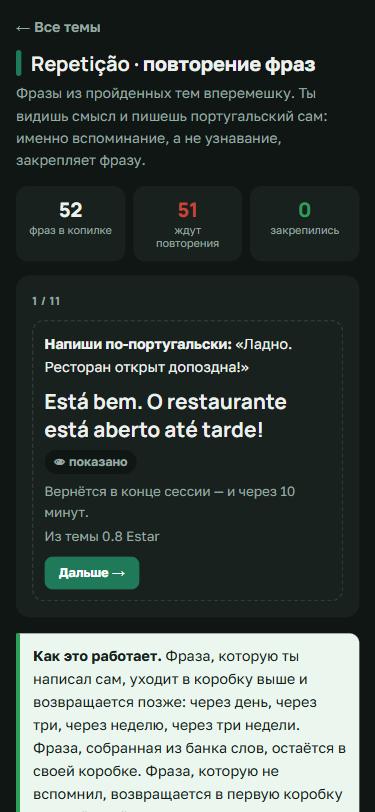 ← Все темы
Repetição · повторение фраз
Фразы из пройденных тем вперемешку. Ты
видишь смысл и пишешь португальский сам:
именно вспоминание, а не узнавание,
закрепляет фразу.
52
фраз в копилке
51
ждут
повторения
0
закрепились
1 / 11
Напиши по-португальски: «Ладно.
Ресторан открыт допоздна!»
Está bem. O restaurante
está aberto até tarde!
👁 показано
Вернётся в конце сессии — и через 10
минут.
Из темы 0.8 Estar
Дальше →
Как это работает. Фраза, которую ты
написал сам, уходит в коробку выше и
возвращается позже: через день, через
три, через неделю, через три недели.
Фраза, собранная из банка слов, остаётся в
своей коробке. Фраза, которую не
вспомнил, возвращается в первую коробку